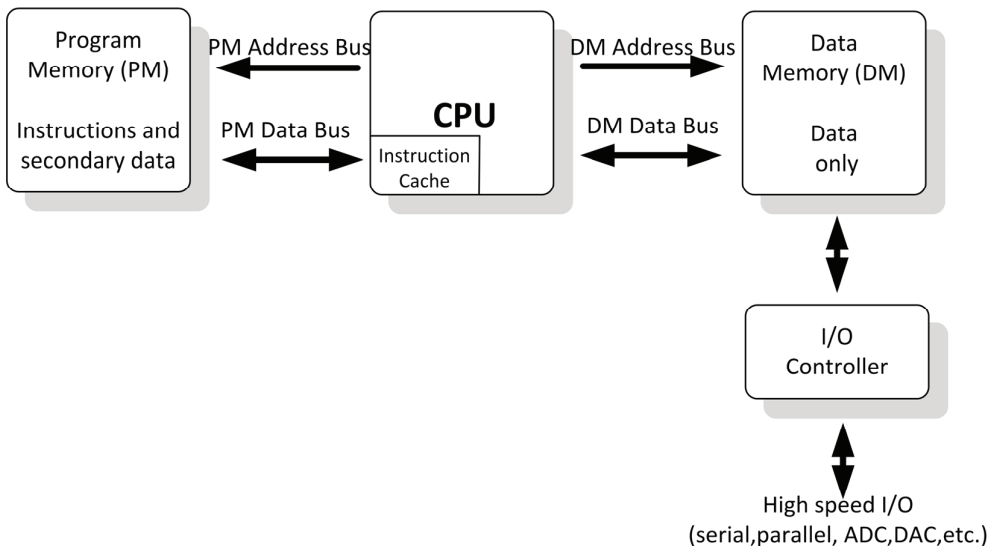 Program
Memory (PM)
Instructions and
secondary data
PM Address Bus
PM Data Bus
CPU
Instruction
Cache
DM Address Bus
DM Data Bus
Data
Memory (DM)
Data
only
I/O
Controller
High speed I/O
(serial,parallel, ADC,DAC,etc.)